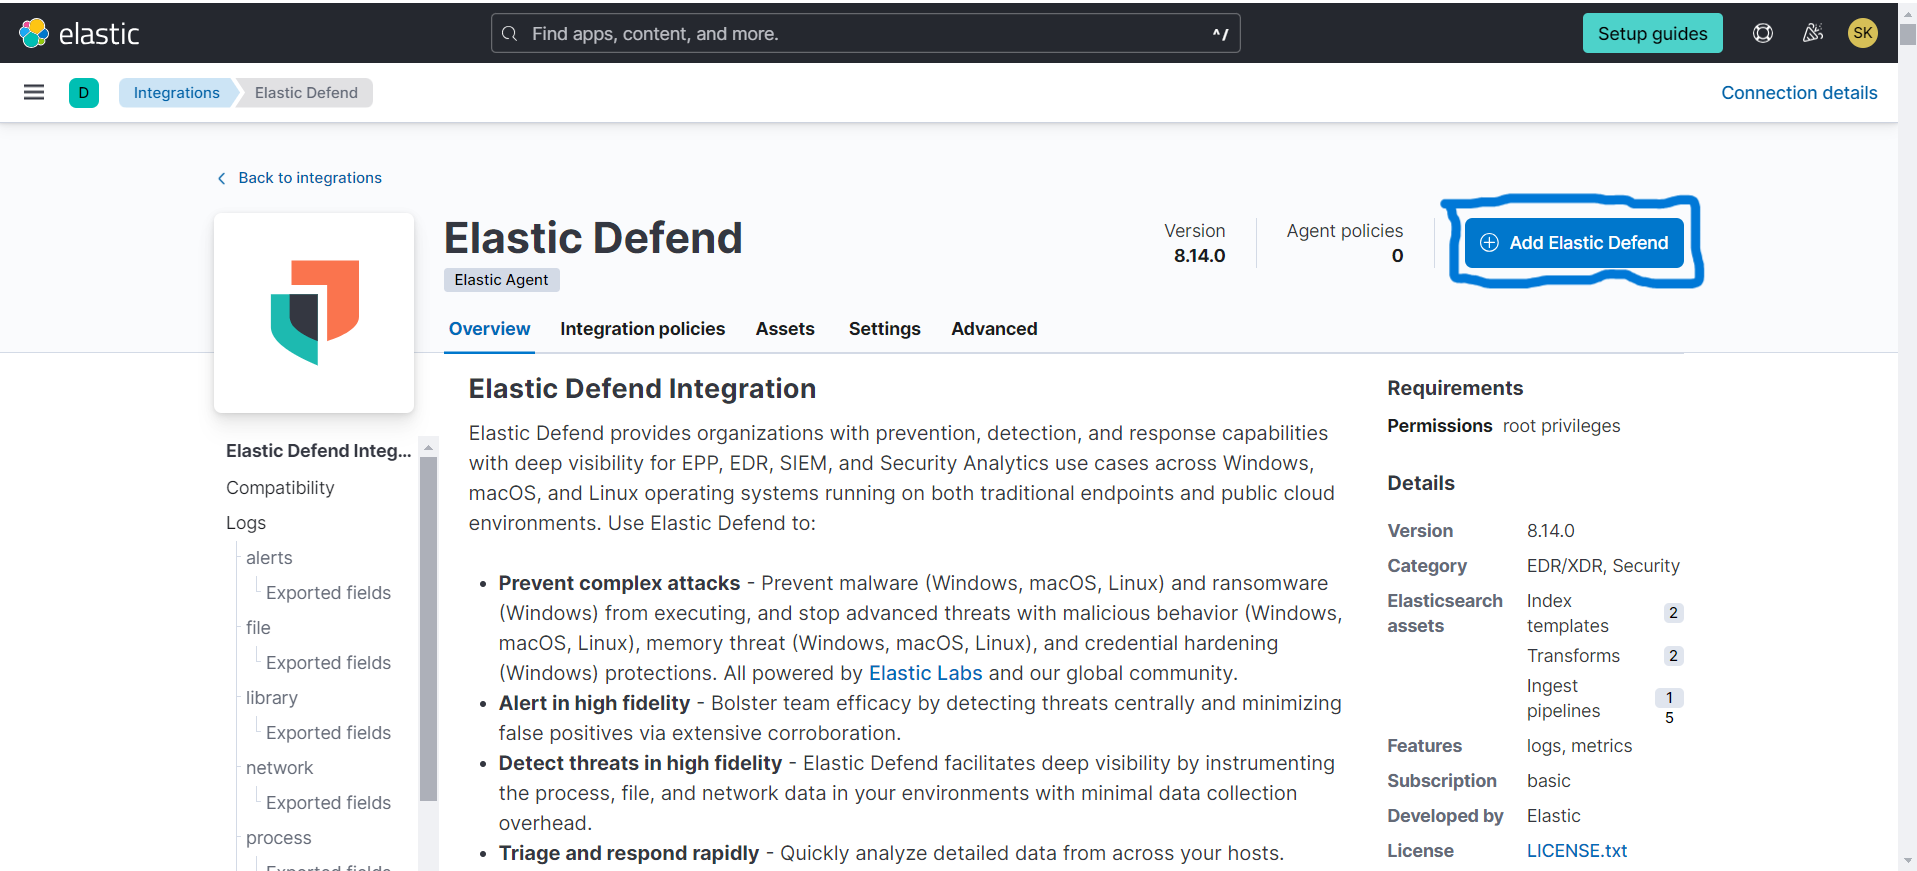 elastic
Find apps, content, and more.
^/
Setup guides
SK
D
Integrations
Elastic Defend
Connection details
Back to integrations
Elastic Defend
Elastic Agent
Version
8.14.0
Agent policies
0
Add Elastic Defend
Overview
Integration policies
Assets
Settings
Advanced
Elastic Defend Integ...
Compatibility
Logs
alerts
Exported fields
file
Exported fields
library
Exported fields
network
Exported fields
process
Exported fields
Elastic Defend Integration
Elastic Defend provides organizations with prevention, detection, and response capabilities
with deep visibility for EPP, EDR, SIEM, and Security Analytics use cases across Windows,
macOS, and Linux operating systems running on both traditional endpoints and public cloud
environments. Use Elastic Defend to:
• Prevent complex attacks - Prevent malware (Windows, macOS, Linux) and ransomware
(Windows) from executing, and stop advanced threats with malicious behavior (Windows,
macOS, Linux), memory threat (Windows, macOS, Linux), and credential hardening
(Windows) protections. All powered by Elastic Labs and our global community.
• Alert in high fidelity - Bolster team efficacy by detecting threats centrally and minimizing
false positives via extensive corroboration.
• Detect threats in high fidelity - Elastic Defend facilitates deep visibility by instrumenting
the process, file, and network data in your environments with minimal data collection
overhead.
• Triage and respond rapidly - Quickly analyze detailed data from across your hosts.
Requirements
Permissions root privileges
Details
Version 8.14.0
Category EDR/XDR, Security
Elasticsearch assets
Index templates 2
Transforms 2
Ingest pipelines 15
Features logs, metrics
Subscription basic
Developed by Elastic
License LICENSE.txt